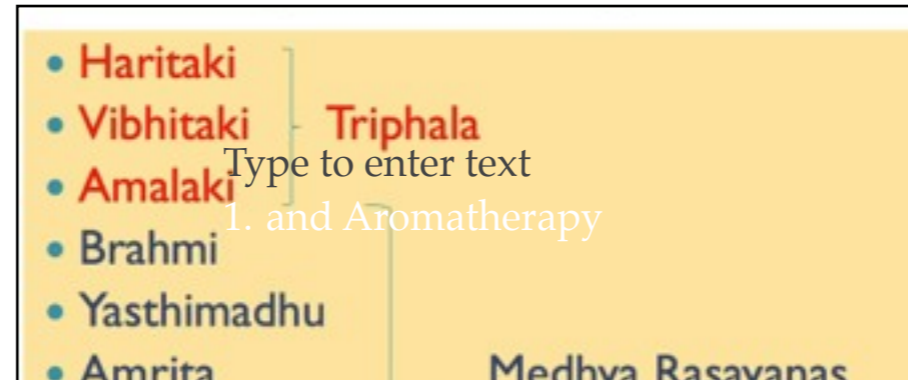 • Haritaki
• Vibhitaki Triphala
Type to enter text
• Amalaki
1. and Aromatherapy
• Brahmi
• Yasthimadhu
• Amrita Medhya Rasayanas